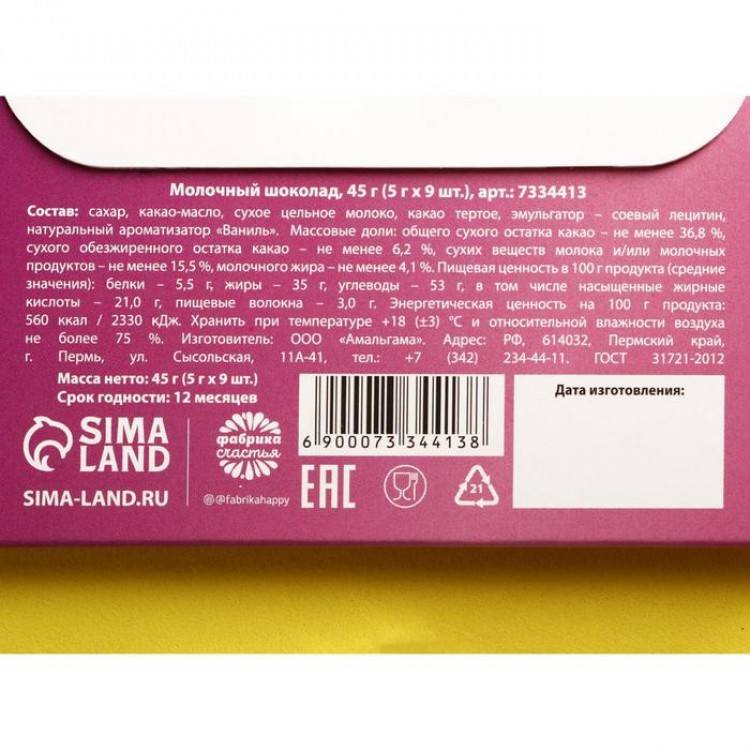 Молочный шоколад, 45 г (5 г х 9 шт.), арт.: 7334413
Состав: сахар, какао-масло, сухое цельное молоко, какао тертое, эмульгатор – соевый лецитин,
натуральный ароматизатор «Ваниль». Массовые доли: общего сухого остатка какао – не менее 36,8 %,
сухого обезжиренного остатка какао – не менее 6,2 %, сухих веществ молока и/или молочных
продуктов – не менее 15,5 %, молочного жира – не менее 4,1 %. Пищевая ценность в 100 г продукта (средние
значения): белки – 5,5 г, жиры – 35 г, углеводы – 53 г, в том числе насыщенные жирные
кислоты – 21,0 г, пищевые волокна – 3,0 г. Энергетическая ценность на 100 г продукта:
560 ккал / 2330 кДж. Хранить при температуре +18 (±3) °С и относительной влажности воздуха
не более 75 %. Изготовитель: ООО «Амальгама». Адрес: РФ, 614032, Пермский край,
г. Пермь, ул. Сысольская, 11А-41, тел.: +7 (342) 234-44-11. ГОСТ 31721-2012
Масса нетто: 45 г (5 г х 9 шт.)
Срок годности: 12 месяцев
Дата изготовления:
SIMA
LAND
SIMA-LAND.RU
фабрика
счастья
@fabrikahappy
6 900073 344138
EAC
21